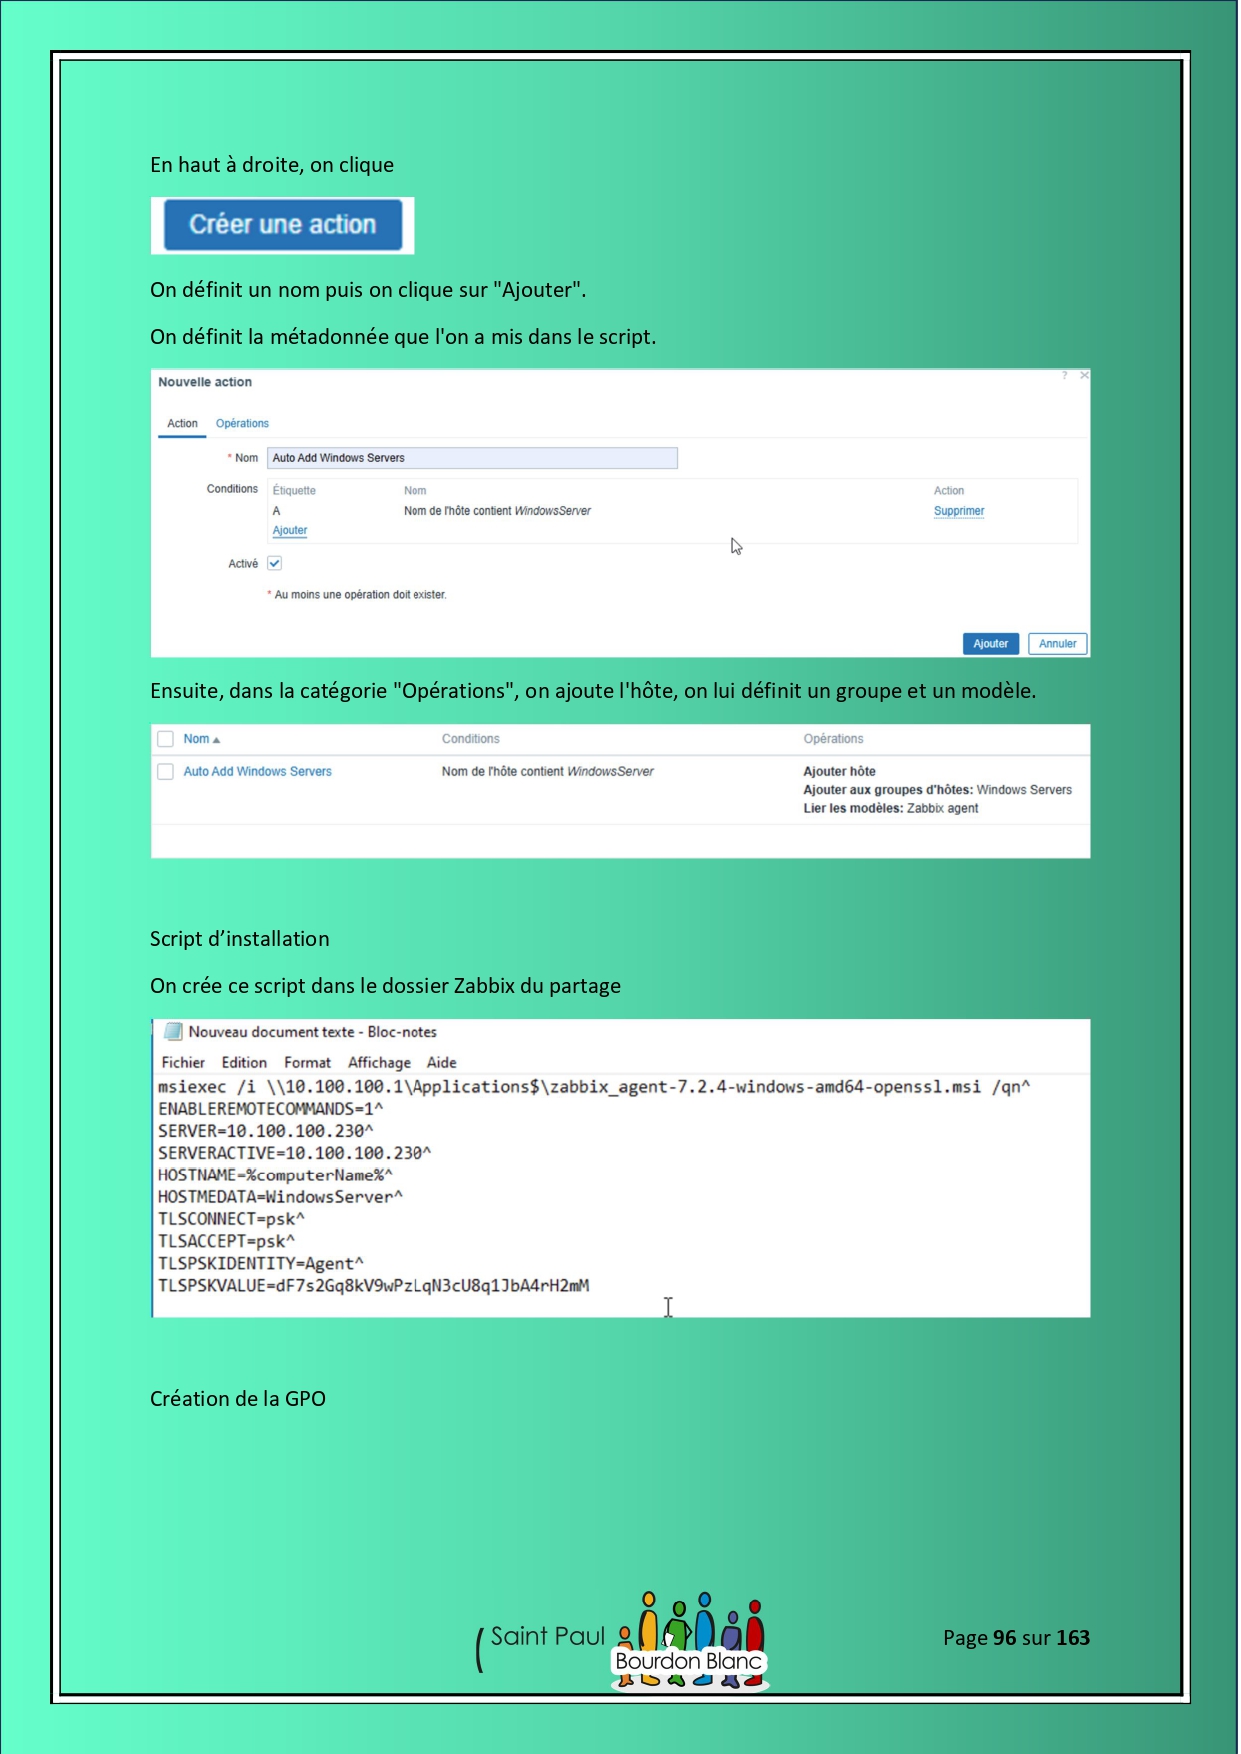 En haut à droite, on clique
Créer une action
On définit un nom puis on clique sur "Ajouter".
On définit la métadonnée que l'on a mis dans le script.
Nouvelle action
? ×
Action Opérations
* Nom Auto Add Windows Servers
Conditions Étiquette Nom Action
A Nom de l'hôte contient WindowsServer Supprimer
Ajouter
Activé
* Au moins une opération doit exister.
Ajouter Annuler
Ensuite, dans la catégorie "Opérations", on ajoute l'hôte, on lui définit un groupe et un modèle.
Nom Conditions Opérations
Auto Add Windows Servers Nom de l'hôte contient WindowsServer Ajouter hôte
Ajouter aux groupes d'hôtes: Windows Servers
Lier les modèles: Zabbix agent
Script d’installation
On crée ce script dans le dossier Zabbix du partage
Nouveau document texte - Bloc-notes
Fichier Edition Format Affichage Aide
msiexec /i \\10.100.100.1\Applications$\zabbix_agent-7.2.4-windows-amd64-openssl.msi /qn^
ENABLEREMOTECOMMANDS=1^
SERVER=10.100.100.230^
SERVERACTIVE=10.100.100.230^
HOSTNAME=%computerName%^
HOSTMEDATA=WindowsServer^
TLSCONNECT=psk^
TLSACCEPT=psk^
TLSPSKIDENTITY=Agent^
TLSPSKVALUE=dF7s2Gq8kV9wPzLqN3cU8q1JbA4rH2mM
Création de la GPO
Saint Paul
Bourdon Blanc
Page 96 sur 163